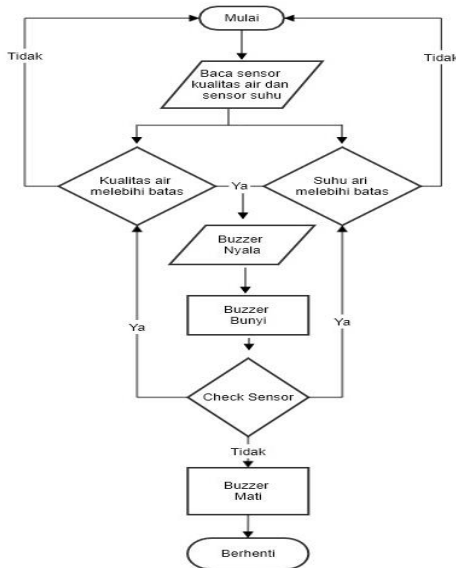 Mulai
Tidak
Tidak
Baca sensor
kualitas air dan
sensor suhu
Kualitas air
melebihi batas
Ya
Suhu ari
melebihi batas
Buzzer
Nyala
Buzzer
Bunyi
Ya
Ya
Check Sensor
Tidak
Buzzer
Mati
Berhenti